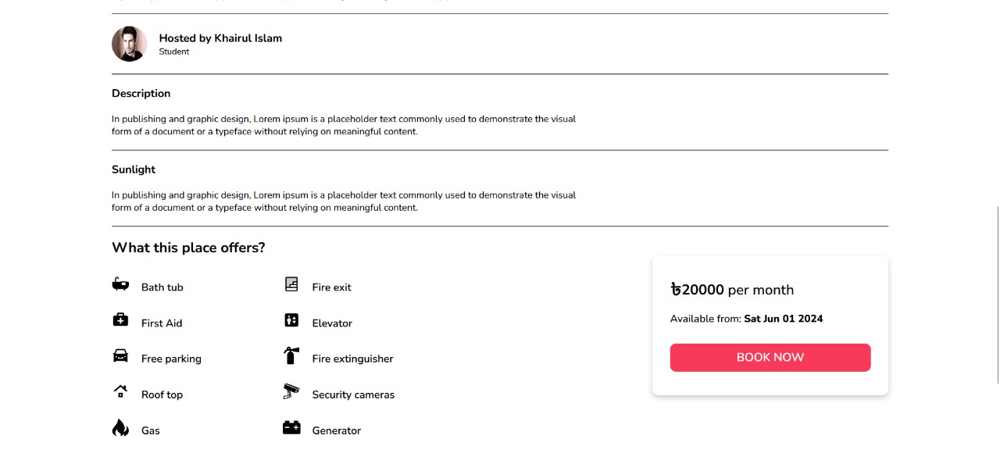 Hosted by Khairul Islam
Student
Description
In publishing and graphic design, Lorem ipsum is a placeholder text commonly used to demonstrate the visual
form of a document or a typeface without relying on meaningful content.
Sunlight
In publishing and graphic design, Lorem ipsum is a placeholder text commonly used to demonstrate the visual
form of a document or a typeface without relying on meaningful content.
What this place offers?
Bath tub
Fire exit
First Aid
Elevator
Free parking
Fire extinguisher
Roof top
Security cameras
Gas
Generator
৳20000 per month
Available from: Sat Jun 01 2024
BOOK NOW